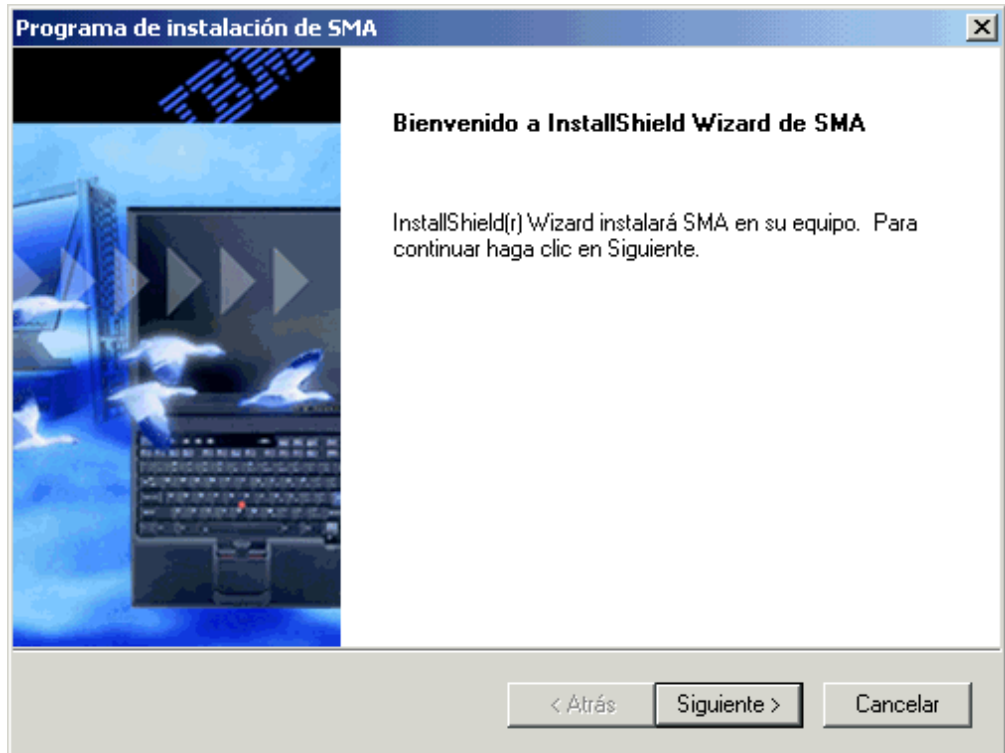 Programa de instalación de SMA
IBM
Bienvenido a InstallShield Wizard de SMA
InstallShield(r) Wizard instalará SMA en su equipo. Para
continuar haga clic en Siguiente.
< Atrás
Siguiente >
Cancelar